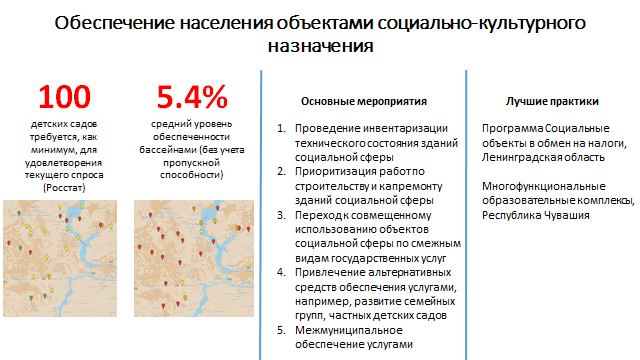 Обеспечение населения объектами социально-культурного
назначения
100
детских садов
требуется, как
минимум, для
удовлетворения
текущего спроса
(Росстат)
5.4%
средний уровень
обеспеченности
бассейнами (без учета
пропускной
способности)
Основные мероприятия
1. Проведение инвентаризации
технического состояния зданий
социальной сферы
2. Приоритизация работ по
строительству и капремонту
зданий социальной сферы
3. Переход к совмещенному
использованию объектов
социальной сферы по смежным
видам государственных услуг
4. Привлечение альтернативных
средств обеспечения услугами,
например, развитие семейных
групп, частных детских садов
5. Межмуниципальное
обеспечение услугами
Лучшие практики
Программа Социальные
объекты в обмен на налоги,
Ленинградская область
Многофункциональные
образовательные комплексы,
Республика Чувашия